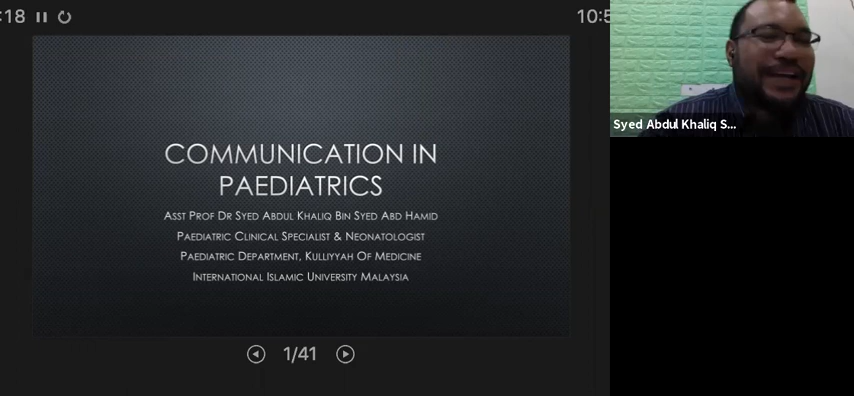 :18
10:5
COMMUNICATION IN
PAEDIATRICS
ASST PROF DR SYED ABDUL KHALIQ BIN SYED ABD HAMID
PAEDIATRIC CLINICAL SPECIALIST & NEONATOLOGIST
PAEDIATRIC DEPARTMENT, KULLIYYAH OF MEDICINE
INTERNATIONAL ISLAMIC UNIVERSITY MALAYSIA
1/41
Syed Abdul Khaliq S...